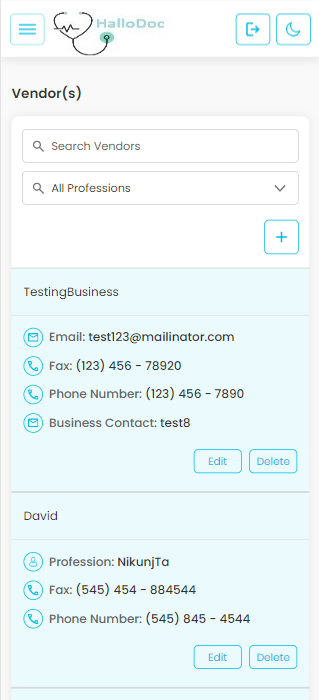 HalloDoc
Vendor(s)
Search Vendors
All Professions
TestingBusiness
Email: test123@mailinator.com
Fax: (123) 456 - 78920
Phone Number: (123) 456 - 7890
Business Contact: test8
Edit Delete
David
Profession: NikunjTa
Fax: (545) 454 - 884544
Phone Number: (545) 845 - 4544
Edit Delete